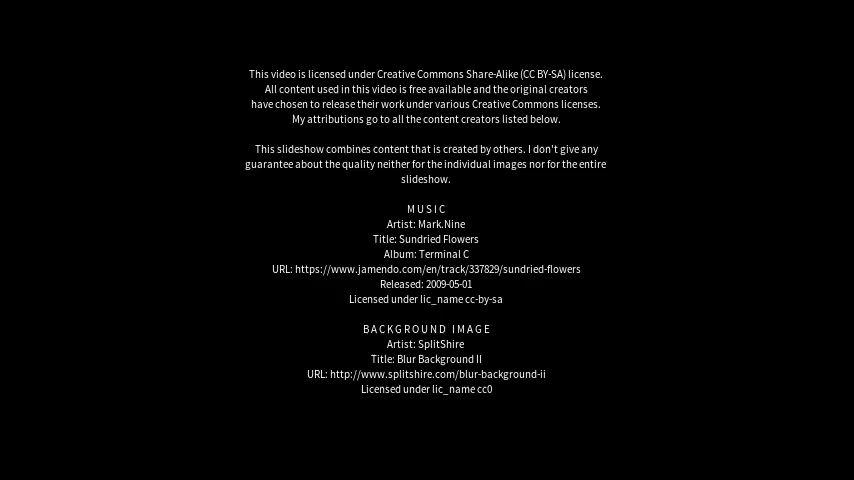 This video is licensed under Creative Commons Share-Alike (CC BY-SA) license.
All content used in this video is free available and the original creators
have chosen to release their work under various Creative Commons licenses.
My attributions go to all the content creators listed below.
This slideshow combines content that is created by others. I don't give any
guarantee about the quality neither for the individual images nor for the entire
slideshow.
MUSIC
Artist: Mark.Nine
Title: Sundried Flowers
Album: Terminal C
URL: https://www.jamendo.com/en/track/337829/sundried-flowers
Released: 2009-05-01
Licensed under lic_name cc-by-sa
BACKGROUND IMAGE
Artist: SplitShire
Title: Blur Background II
URL: http://www.splitshire.com/blur-background-ii
Licensed under lic_name cc0